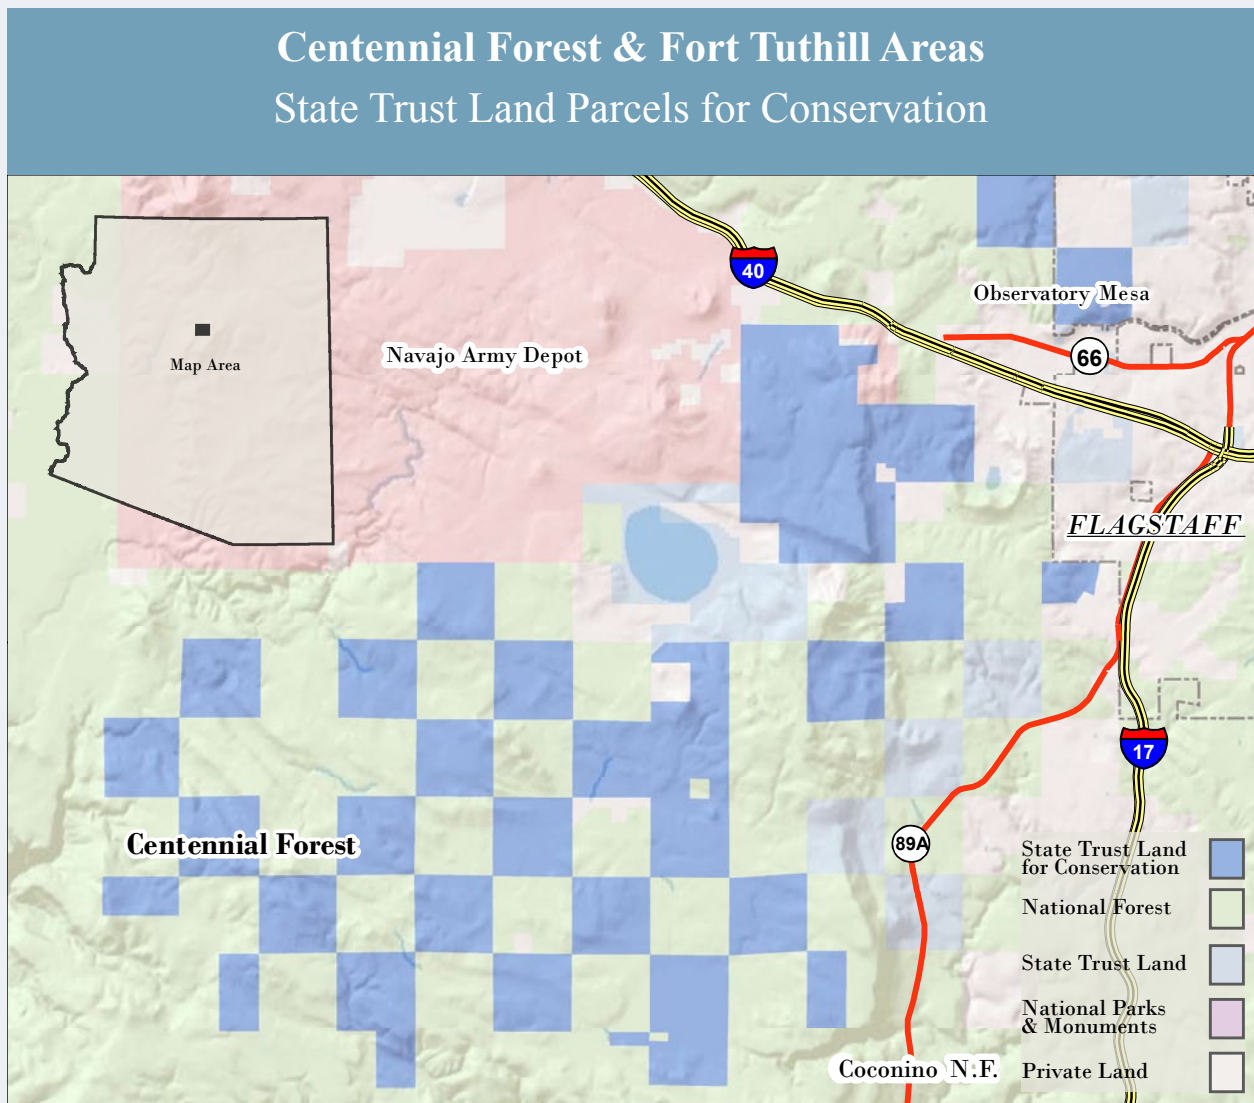 Centennial Forest & Fort Tuthill Areas
State Trust Land Parcels for Conservation
40
Observatory Mesa
Map Area
Navajo Army Depot
66
FLAGSTAFF
17
Centennial Forest
89A
State Trust Land
for Conservation
National Forest
State Trust Land
National Parks
& Monuments
Coconino N.F.
Private Land